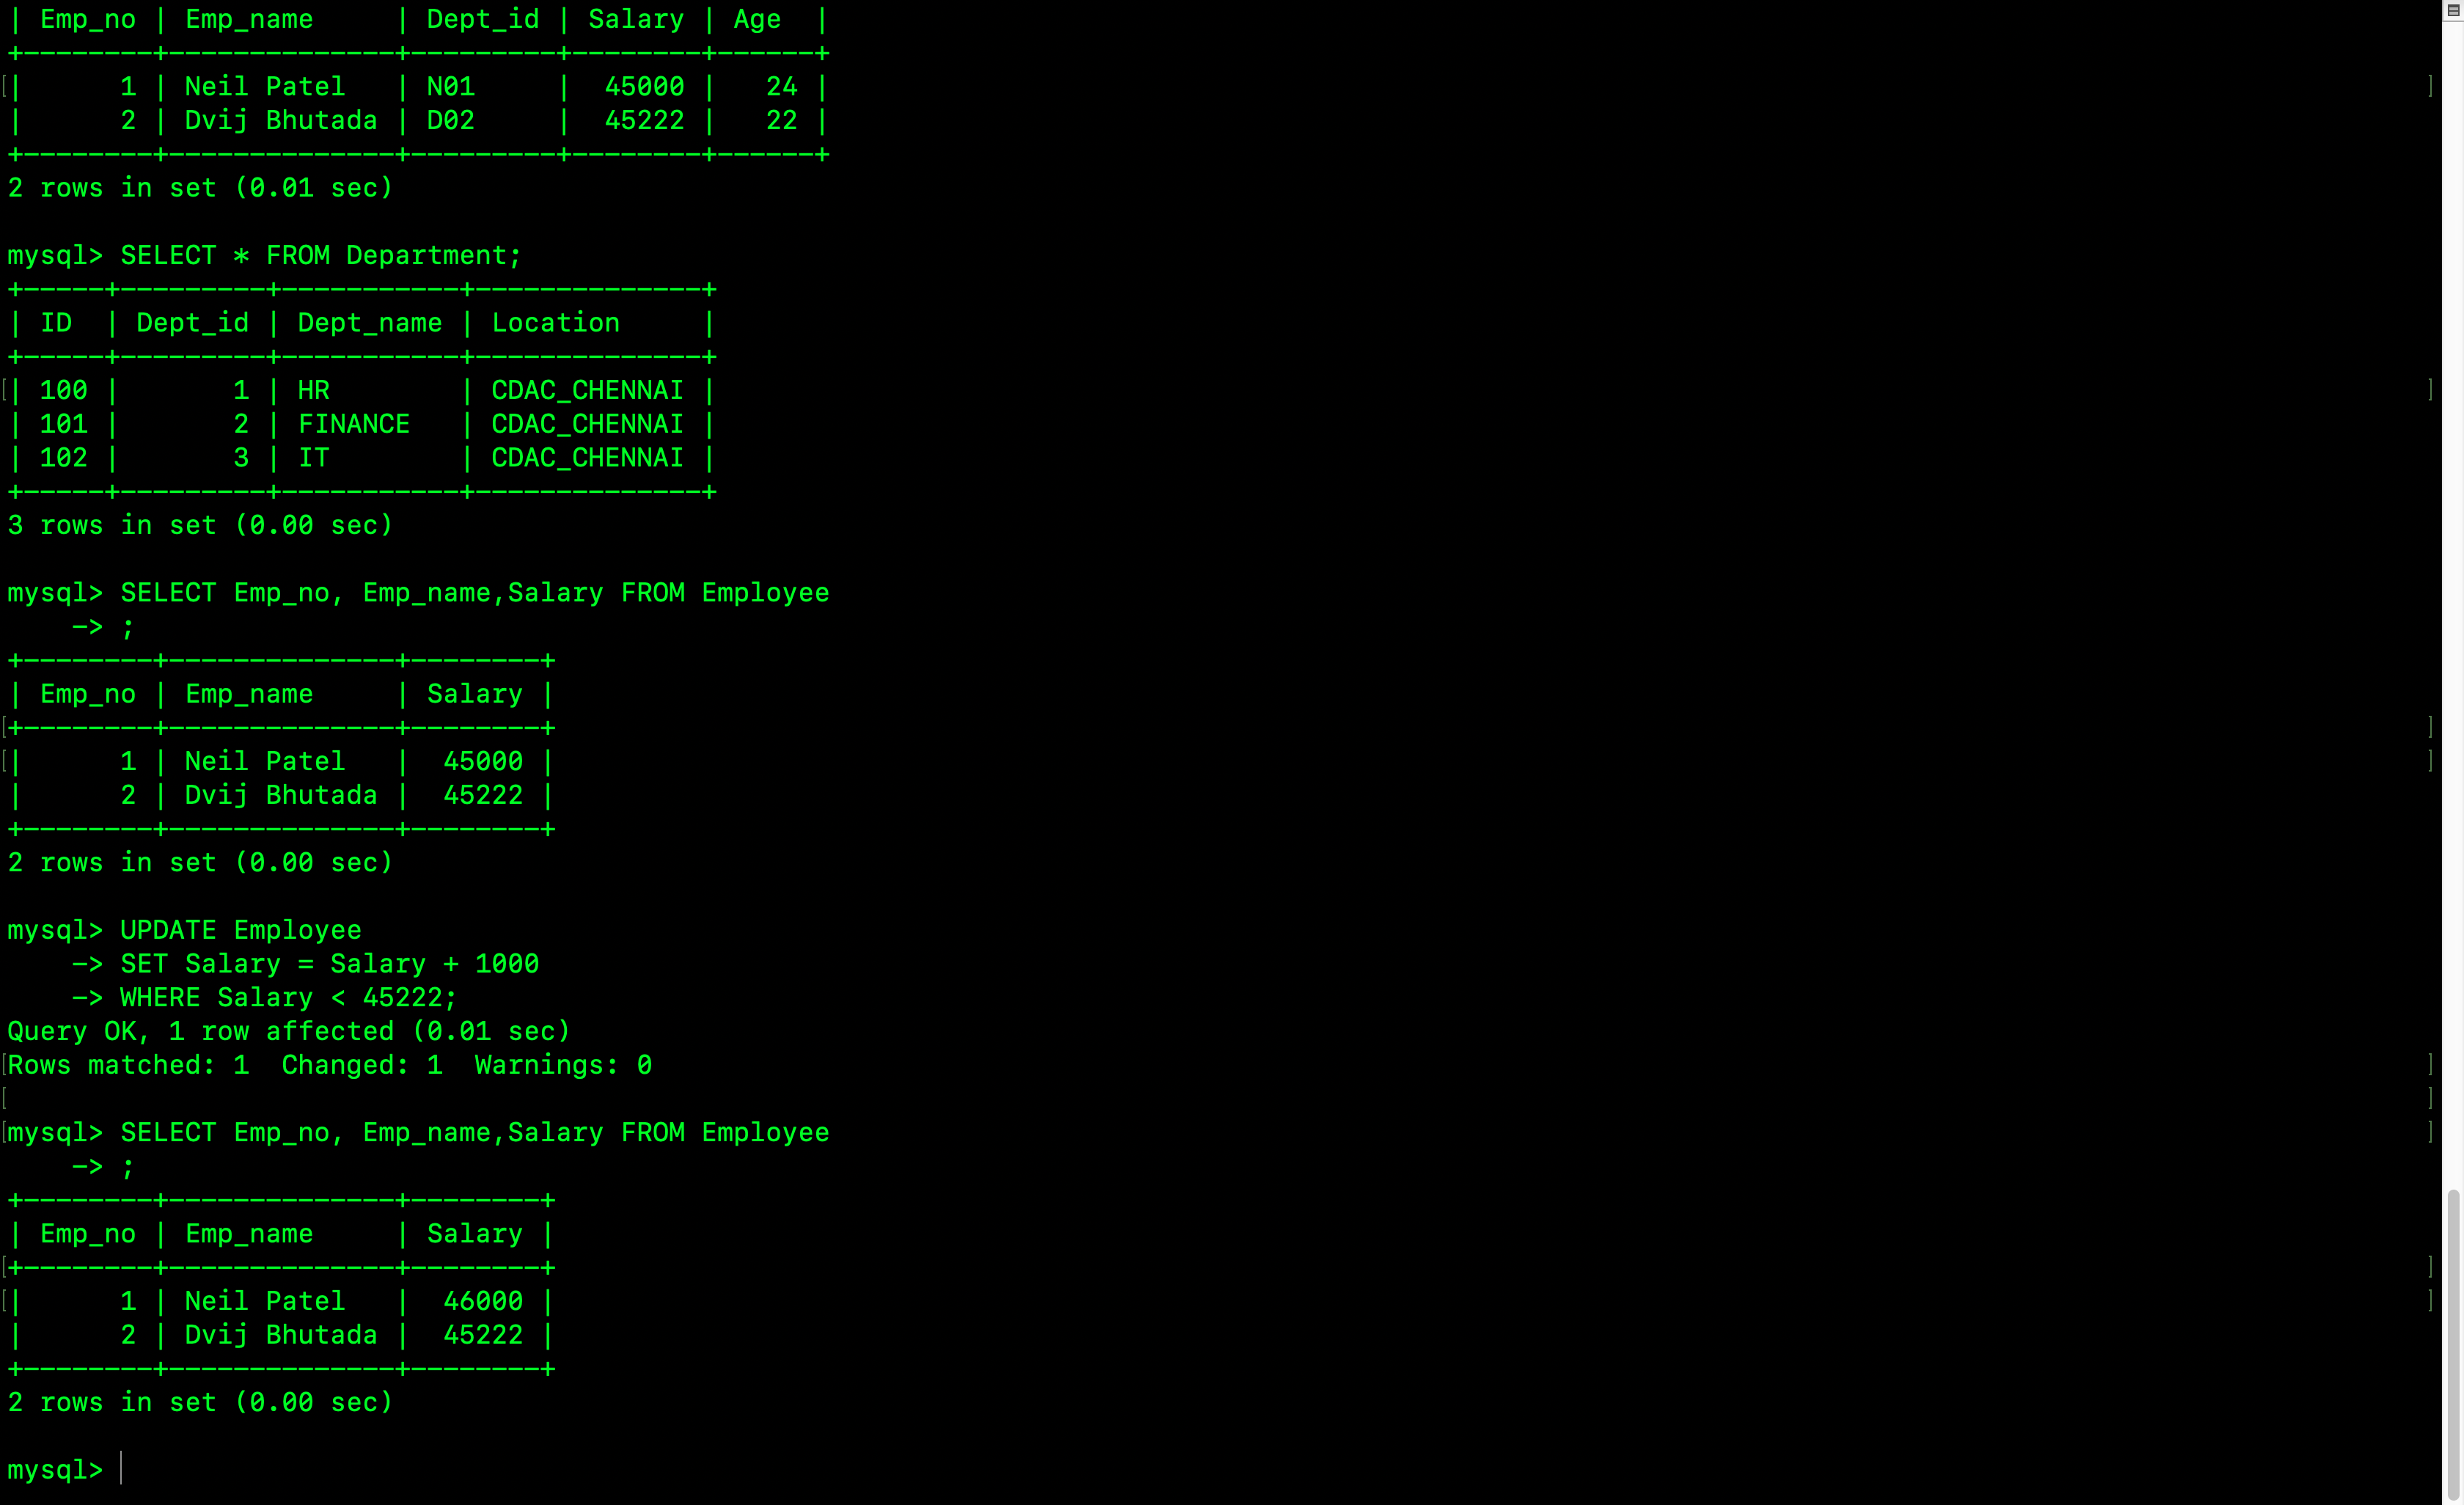 | Emp_no | Emp_name     | Dept_id | Salary | Age  |
+--------+--------------+---------+--------+------+
|      1 | Neil Patel   | N01     |  45000 |   24 |
|      2 | Dvij Bhutada | D02     |  45222 |   22 |
+--------+--------------+---------+--------+------+
2 rows in set (0.01 sec)

mysql> SELECT * FROM Department;
+-----+---------+-----------+--------------+
| ID  | Dept_id | Dept_name | Location     |
+-----+---------+-----------+--------------+
| 100 |       1 | HR        | CDAC_CHENNAI |
| 101 |       2 | FINANCE   | CDAC_CHENNAI |
| 102 |       3 | IT        | CDAC_CHENNAI |
+-----+---------+-----------+--------------+
3 rows in set (0.00 sec)

mysql> SELECT Emp_no, Emp_name,Salary FROM Employee
    -> ;
+--------+--------------+--------+
| Emp_no | Emp_name     | Salary |
+--------+--------------+--------+
|      1 | Neil Patel   |  45000 |
|      2 | Dvij Bhutada |  45222 |
+--------+--------------+--------+
2 rows in set (0.00 sec)

mysql> UPDATE Employee
    -> SET Salary = Salary + 1000
    -> WHERE Salary < 45222;
Query OK, 1 row affected (0.01 sec)
Rows matched: 1  Changed: 1  Warnings: 0

mysql> SELECT Emp_no, Emp_name,Salary FROM Employee
    -> ;
+--------+--------------+--------+
| Emp_no | Emp_name     | Salary |
+--------+--------------+--------+
|      1 | Neil Patel   |  46000 |
|      2 | Dvij Bhutada |  45222 |
+--------+--------------+--------+
2 rows in set (0.00 sec)

mysql>